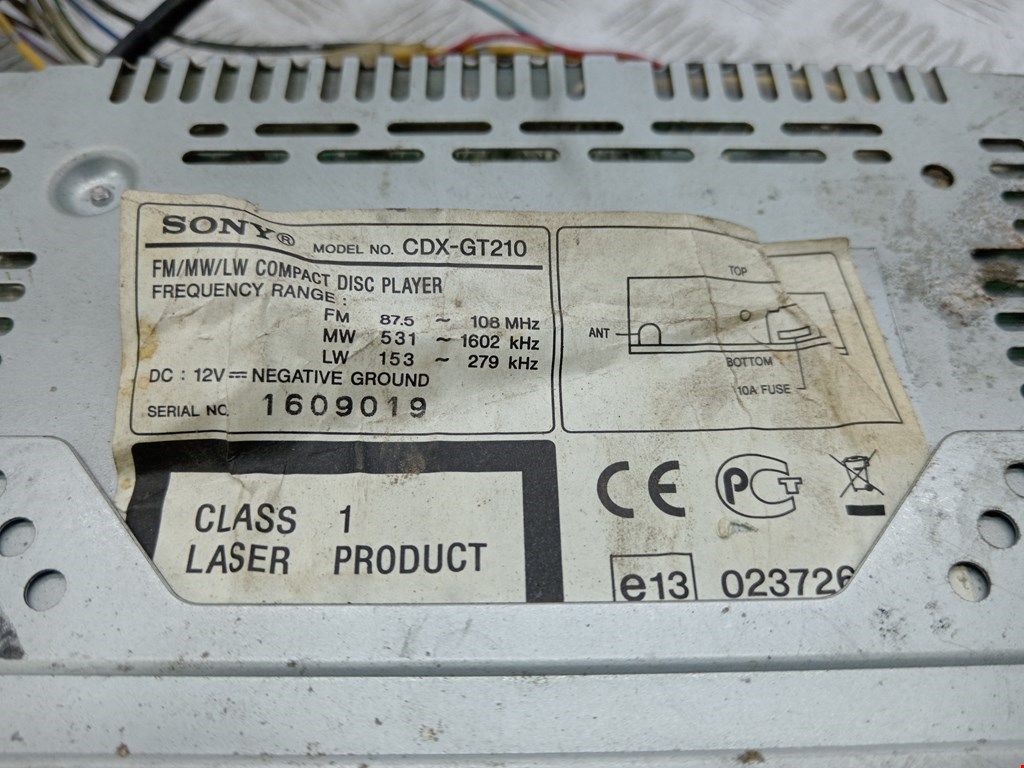 SONY®
MODEL NO. CDX-GT210
FM/MW/LW COMPACT DISC PLAYER
FREQUENCY RANGE :
FM 87.5 ~ 108 MHz
MW 531 ~ 1602 kHz
LW 153 ~ 279 kHz
DC : 12V⎓NEGATIVE GROUND
SERIAL NO. 1609019
TOP
ANT
BOTTOM
10A FUSE
CLASS 1
LASER PRODUCT
CE
PCT
e13 023726